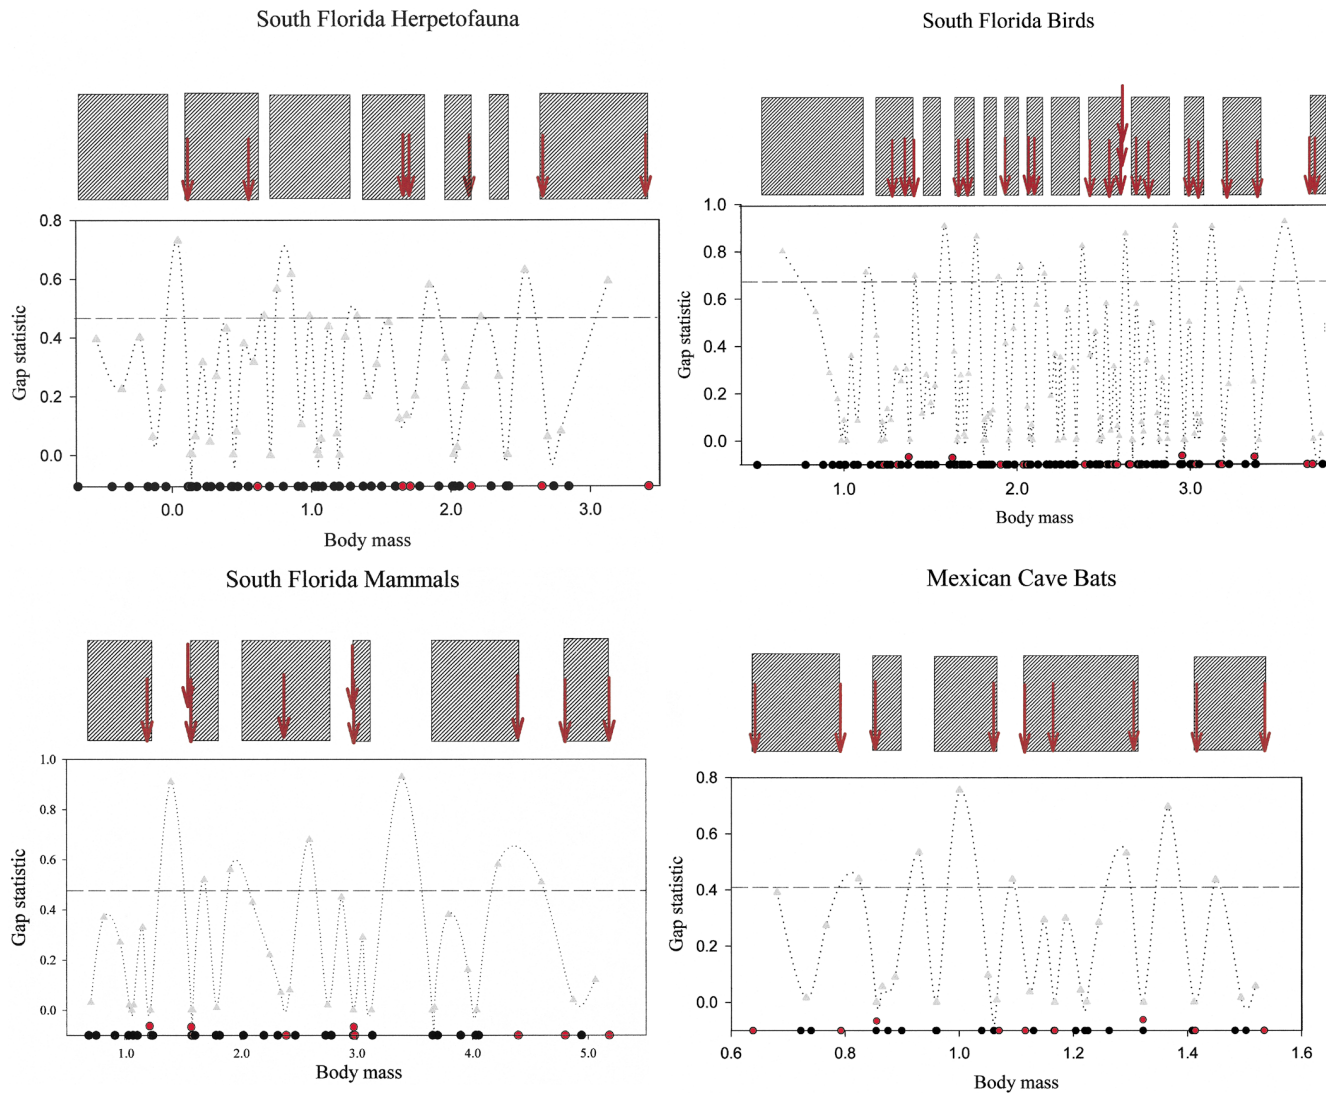 South Florida Herpetofauna
0.8
0.6
0.4
0.2
0.0
Gap statistic
0.0 1.0 2.0 3.0
Body mass
South Florida Birds
1.0
0.8
0.6
0.4
0.2
0.0
Gap statistic
1.0 2.0 3.0
Body mass
South Florida Mammals
1.0
0.8
0.6
0.4
0.2
0.0
Gap statistic
1.0 2.0 3.0 4.0 5.0
Body mass
Mexican Cave Bats
0.8
0.6
0.4
0.2
0.0
Gap statistic
0.6 0.8 1.0 1.2 1.4 1.6
Body mass